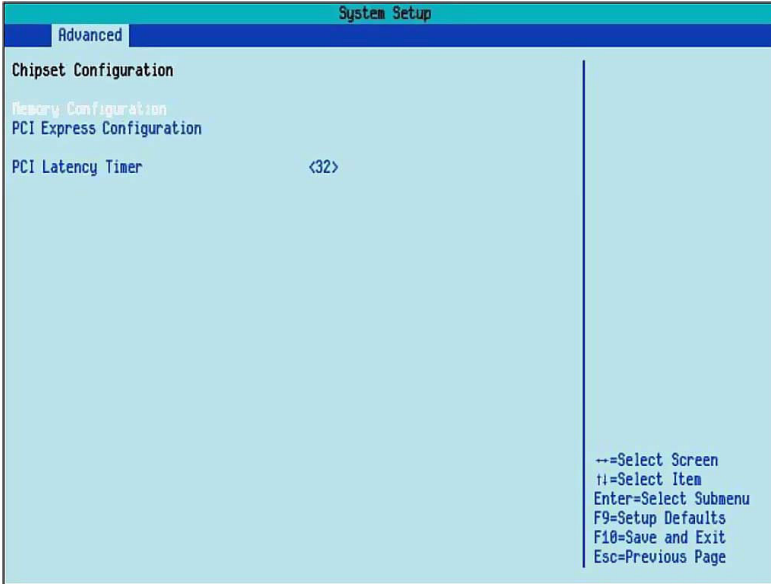 System Setup
Advanced
Chipset Configuration
Memory Configuration
PCI Express Configuration
PCI Latency Timer <32>
↔=Select Screen
↑↓=Select Item
Enter=Select Submenu
F9=Setup Defaults
F10=Save and Exit
Esc=Previous Page